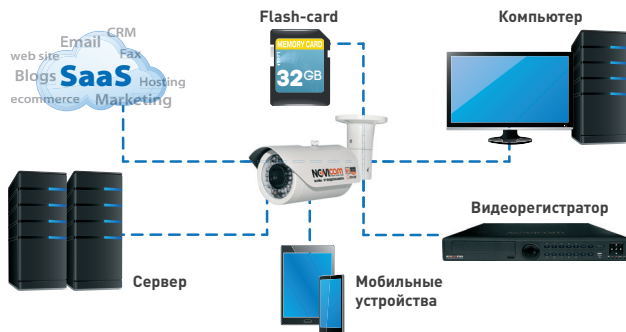 Flash-card
Компьютер
CRM
Email
Fax
web site
Blogs
SaaS
Hosting
ecommerce
Marketing
MEMORY CARD
32GB
NOVIcam
Видеорегистратор
Сервер
Мобильные
устройства